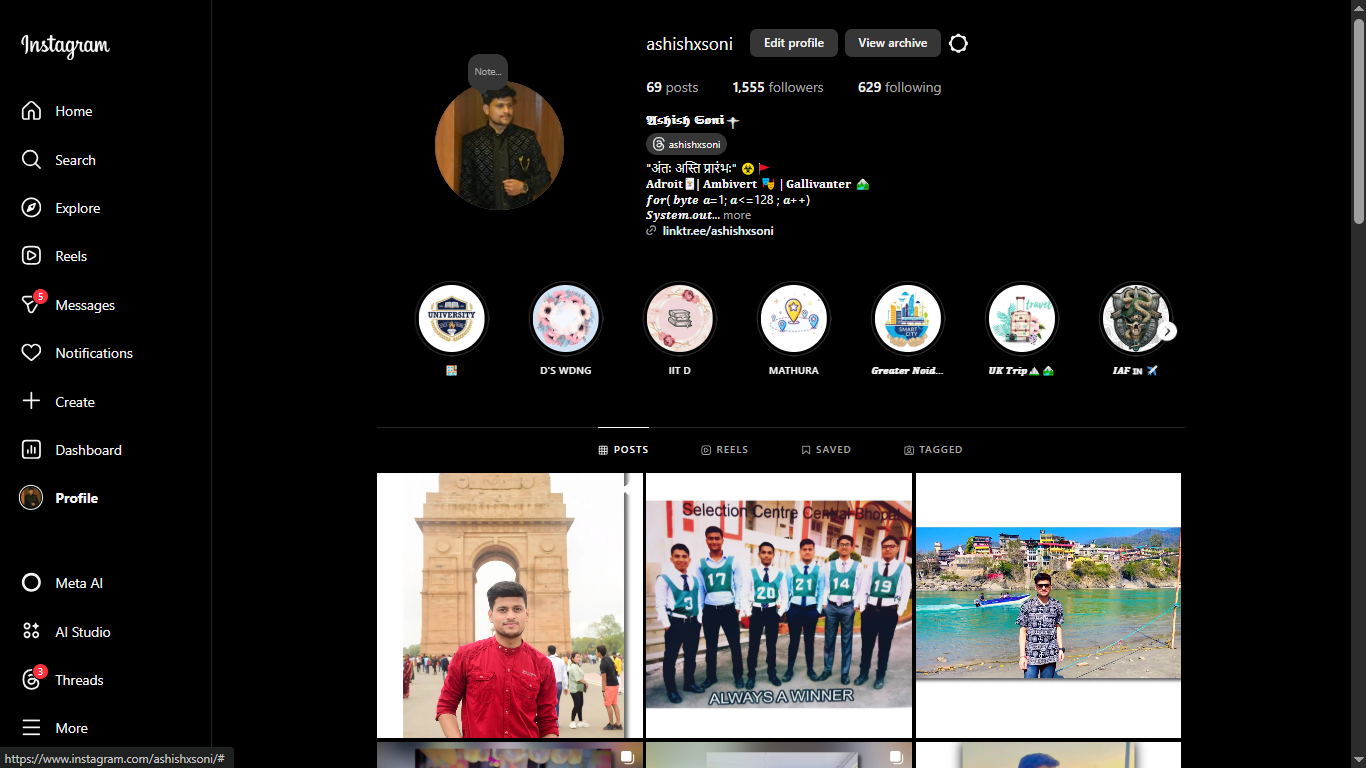 Instagram
Home
Search
Explore
Reels
5
Messages
Notifications
Create
Dashboard
Profile
Meta AI
AI Studio
3
Threads
More
https://www.instagram.com/ashishxsoni/#
ashishxsoni
Edit profile
View archive
Note...
69 posts
1,555 followers
629 following
𝕬𝖘𝖍𝖎𝖘𝖍 𝕾𝖔𝖓𝖎
ashishxsoni
"अंतः अस्ति प्रारंभः" ☣️🚩
Adroit🃏| Ambivert 🎭 | Gallivanter 🏞️
for( byte a=1; a<=128 ; a++)
System.out... more
linktr.ee/ashishxsoni
UNIVERSITY
SMART CITY
travel
D'S WDNG
IIT D
MATHURA
Greater Noid...
UK Trip
IAF IN ✈️
POSTS
REELS
SAVED
TAGGED
Selection Centre Central Bhopal
3
17
20
21
14
19
ALWAYS A WINNER